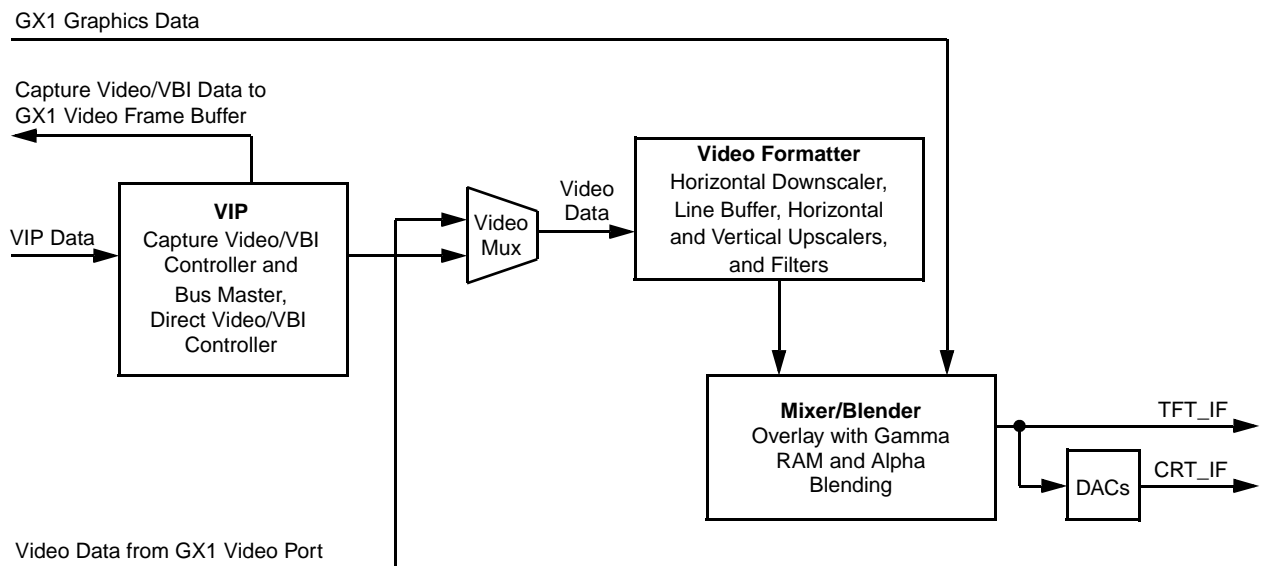 GX1 Graphics Data
Capture Video/VBI Data to
GX1 Video Frame Buffer
VIP Data
VIP
Capture Video/VBI
Controller and
Bus Master,
Direct Video/VBI
Controller
Video
Mux
Video
Data
Video Formatter
Horizontal Downscaler,
Line Buffer, Horizontal
and Vertical Upscalers,
and Filters
Mixer/Blender
Overlay with Gamma
RAM and Alpha
Blending
TFT_IF
DACs
CRT_IF
Video Data from GX1 Video Port